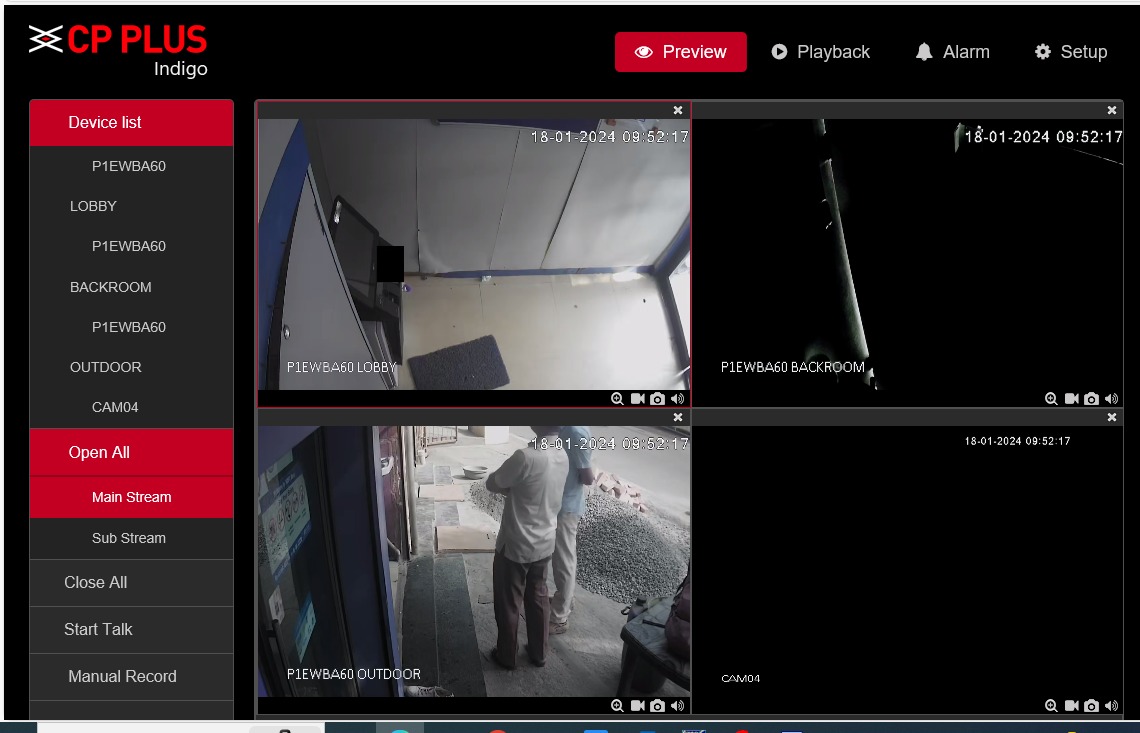 CP PLUS
Indigo
Preview
Playback
Alarm
Setup
Device list
P1EWBA60
LOBBY
P1EWBA60
BACKROOM
P1EWBA60
OUTDOOR
CAM04
Open All
Main Stream
Sub Stream
Close All
Start Talk
Manual Record
18-01-2024 09:52:17
P1EWBA60 LOBBY
18-01-2024 09:52:17
P1EWBA60 BACKROOM
18-01-2024 09:52:17
P1EWBA60 OUTDOOR
18-01-2024 09:52:17
CAM04